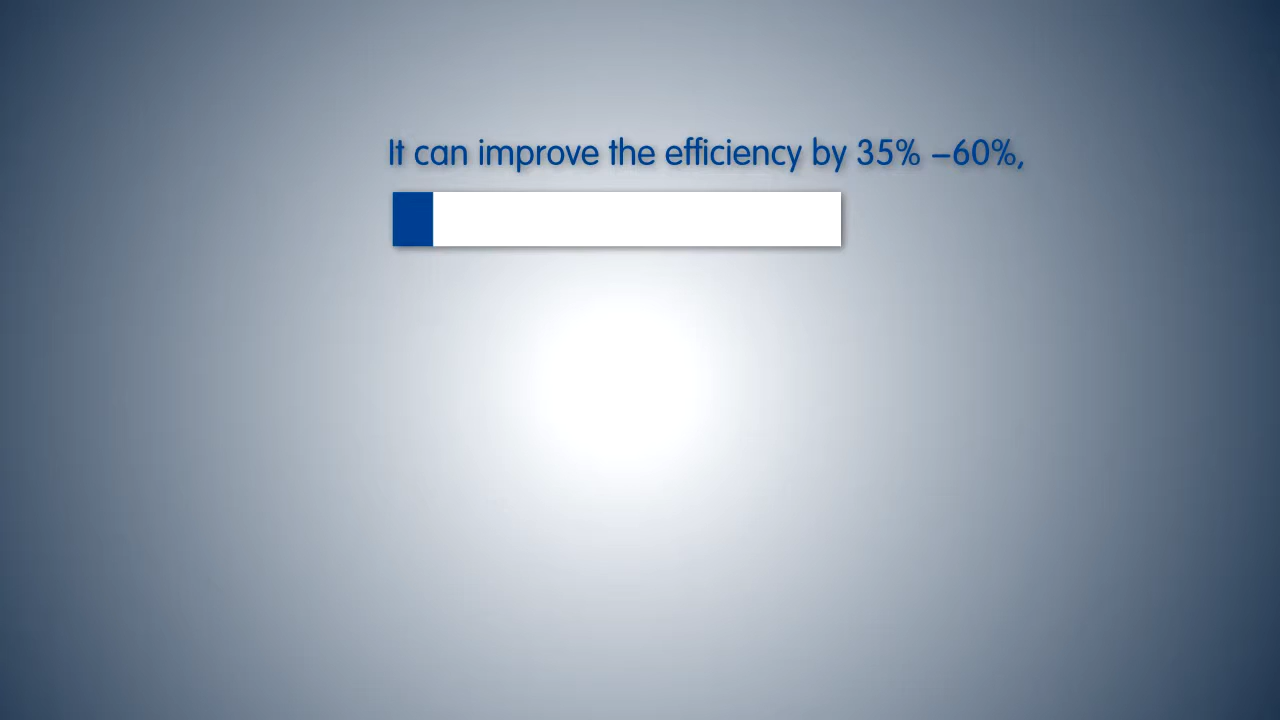 It can improve the efficiency by 35% –60%,